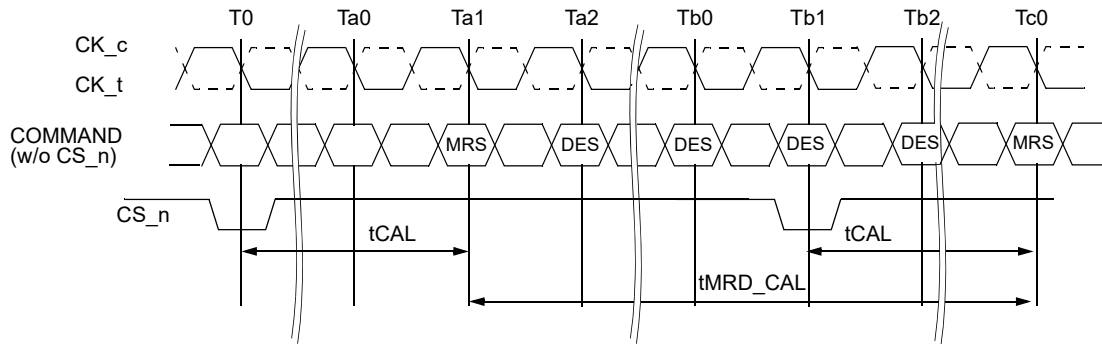 T0 Ta0 Ta1 Ta2 Tb0 Tb1 Tb2 Tc0
CK_c
CK_t
COMMAND
(w/o CS_n)
MRS DES DES DES DES MRS
CS_n
tCAL tCAL
tMRD_CAL